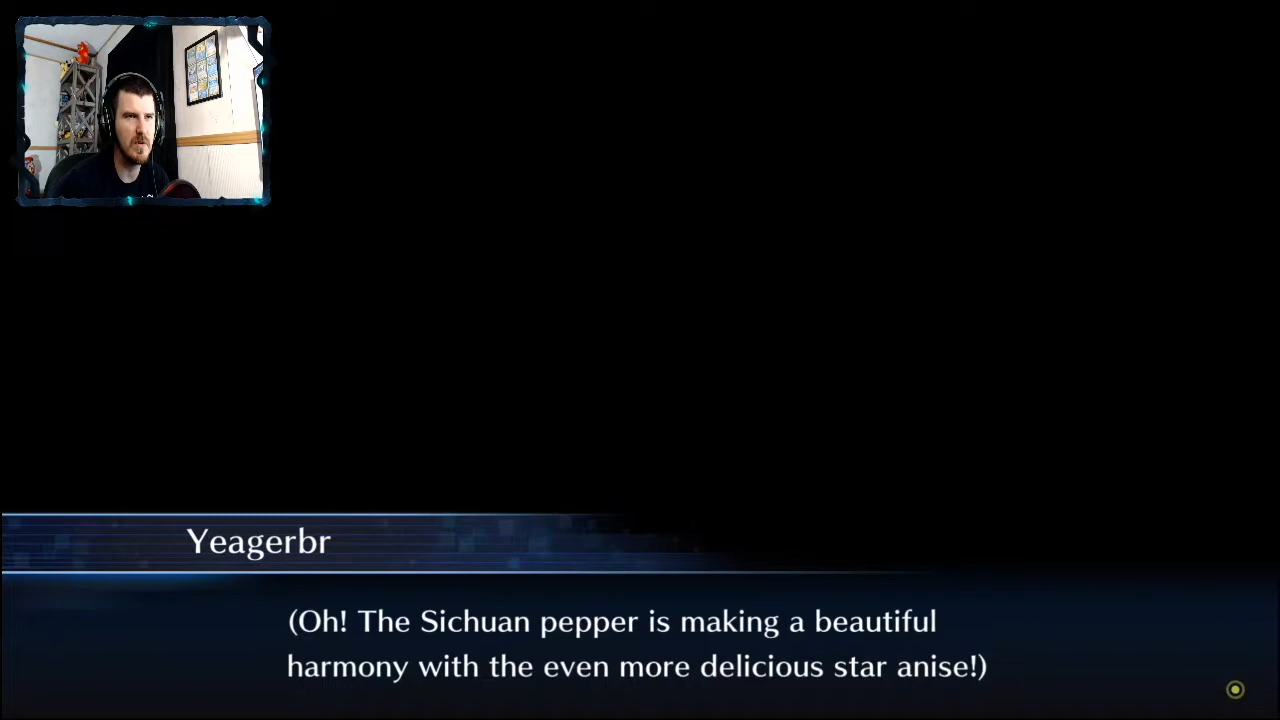 Yeagerbr
(Oh! The Sichuan pepper is making a beautiful
harmony with the even more delicious star anise!)